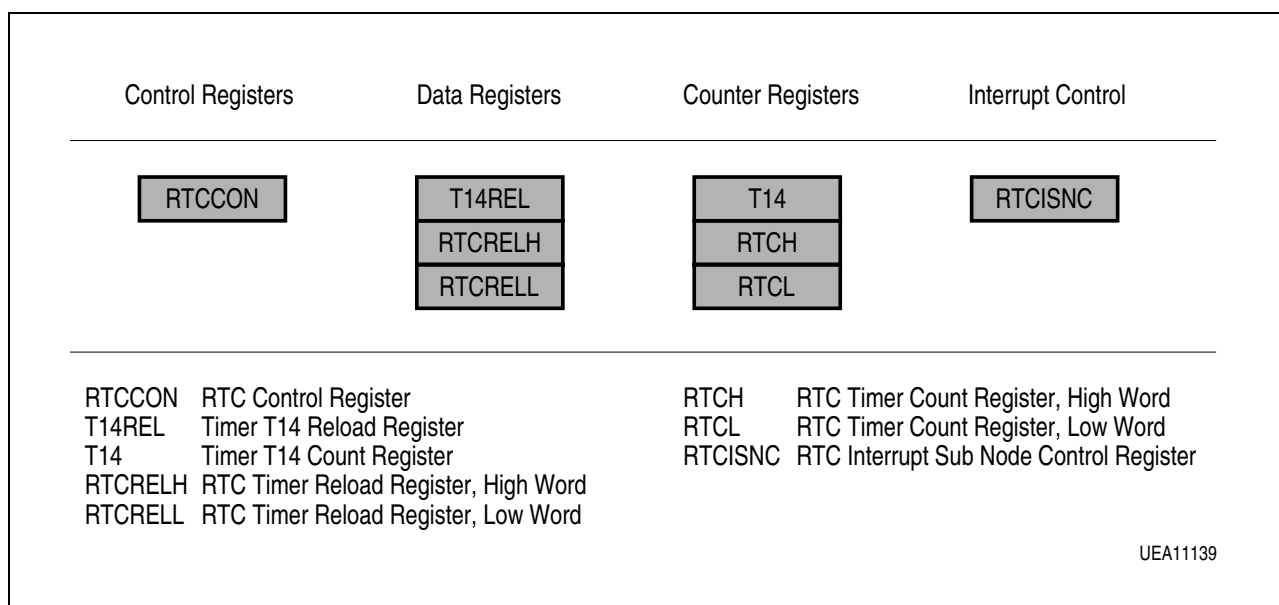 Control Registers Data Registers Counter Registers Interrupt Control
RTCCON T14REL T14 RTCISNC
RTCRELH RTCH
RTCRELL RTCL
RTCCON RTC Control Register
T14REL Timer T14 Reload Register
T14 Timer T14 Count Register
RTCRELH RTC Timer Reload Register, High Word
RTCRELL RTC Timer Reload Register, Low Word
RTCH RTC Timer Count Register, High Word
RTCL RTC Timer Count Register, Low Word
RTCISNC RTC Interrupt Sub Node Control Register
UEA11139